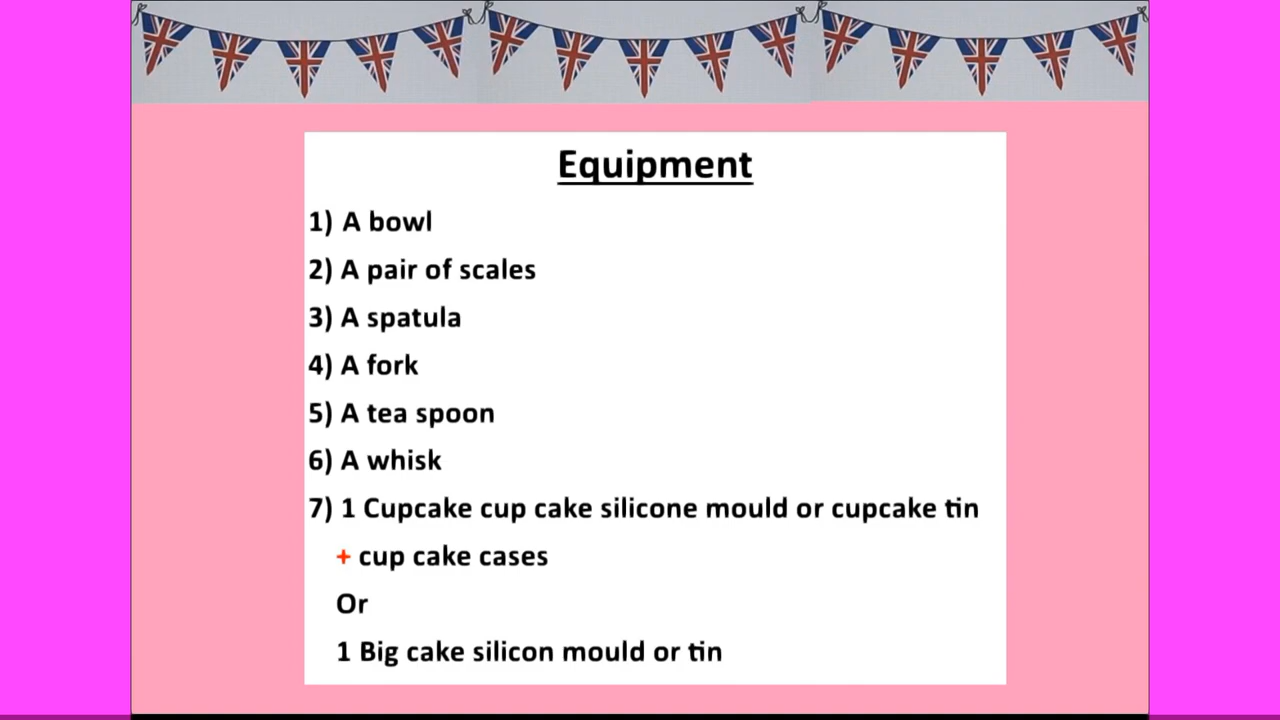 Equipment
1) A bowl
2) A pair of scales
3) A spatula
4) A fork
5) A tea spoon
6) A whisk
7) 1 Cupcake cup cake silicone mould or cupcake tin
+ cup cake cases
Or
1 Big cake silicon mould or tin